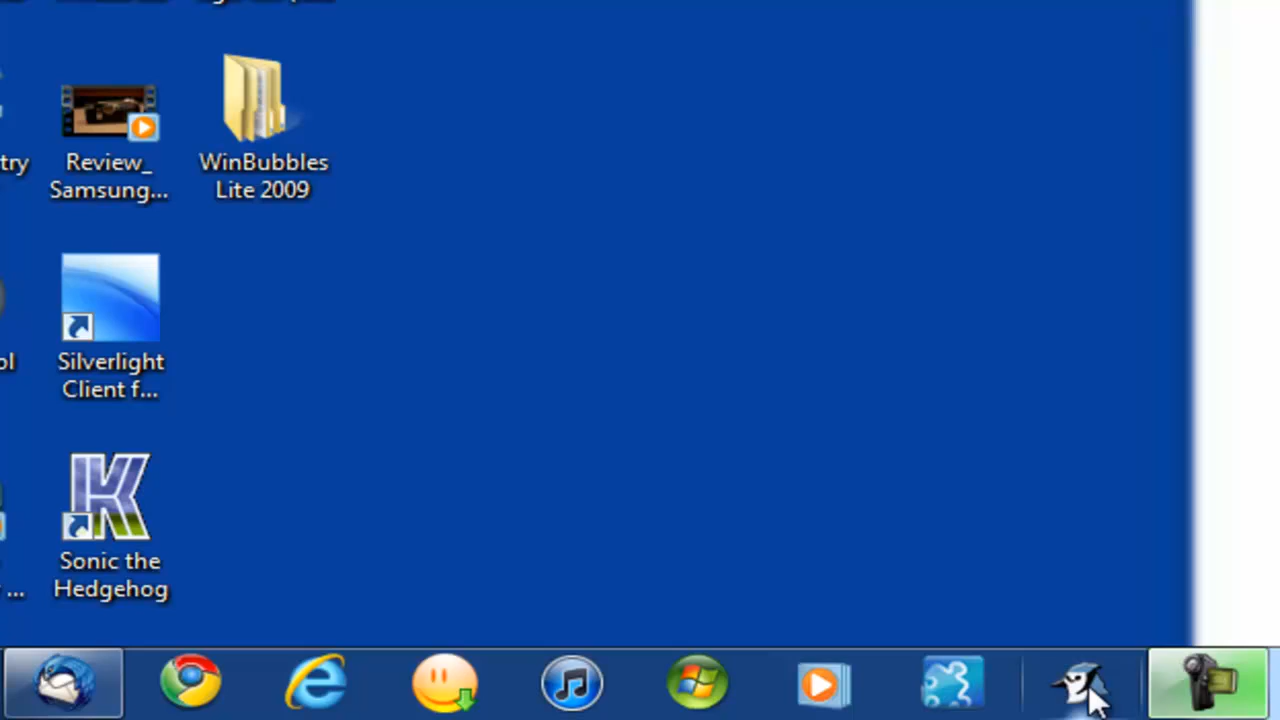 try
Review_
Samsung...
WinBubbles
Lite 2009
ol
Silverlight
Client f...
Sonic the
Hedgehog
...